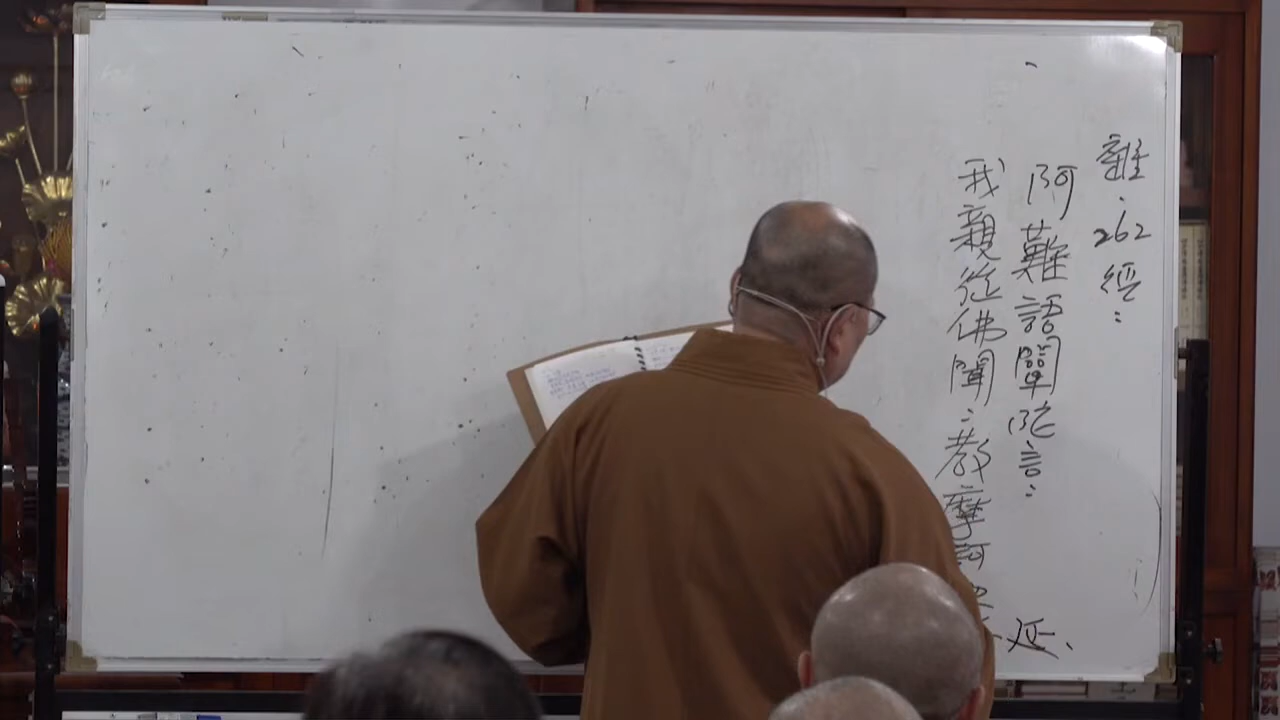 雜、262經：
阿難語闡陀言：
我親從佛聞：教摩訶
延、